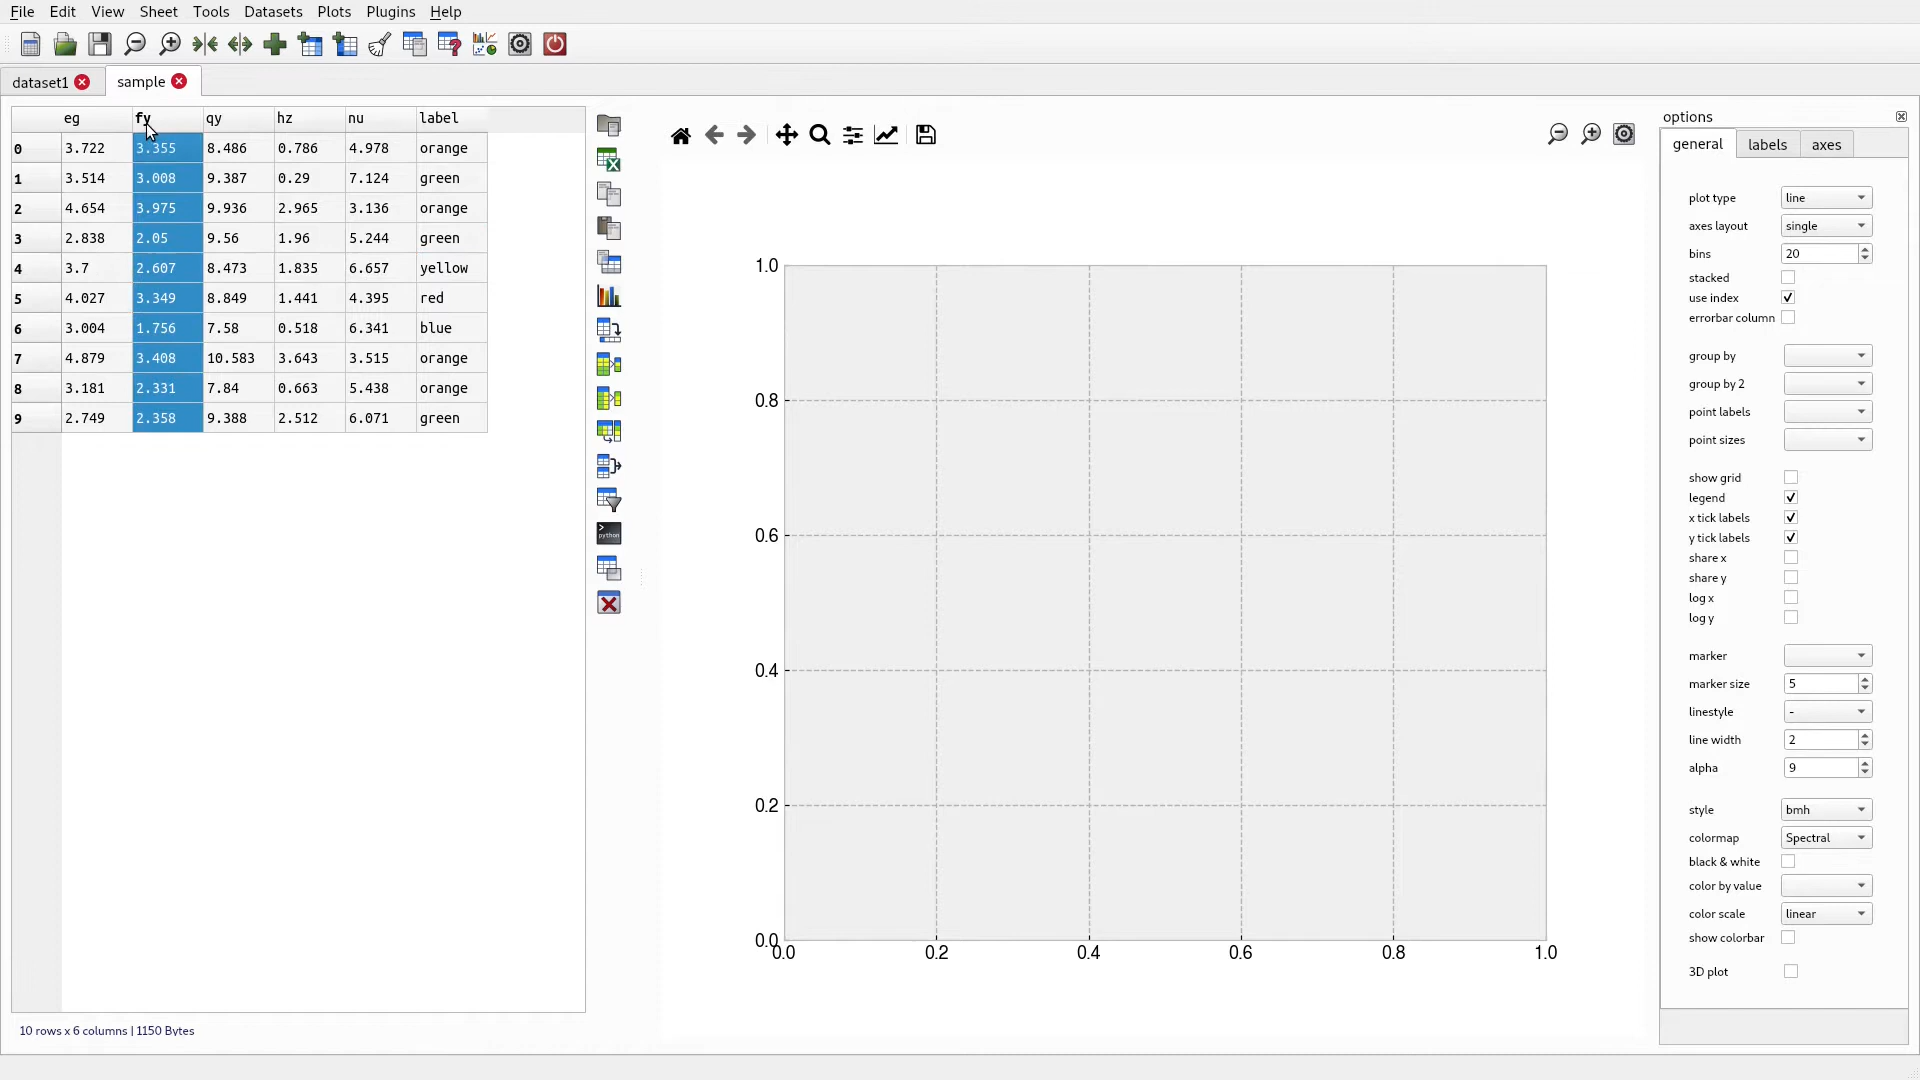 File Edit View Sheet Tools Datasets Plots Plugins Help
dataset1 sample
eg fy qy hz nu label
0 3.722 3.355 8.486 0.786 4.978 orange
1 3.514 3.008 9.387 0.29 7.124 green
2 4.654 3.975 9.936 2.965 3.136 orange
3 2.838 2.05 9.56 1.96 5.244 green
4 3.7 2.607 8.473 1.835 6.657 yellow
5 4.027 3.349 8.849 1.441 4.395 red
6 3.004 1.756 7.58 0.518 6.341 blue
7 4.879 3.408 10.583 3.643 3.515 orange
8 3.181 2.331 7.84 0.663 5.438 orange
9 2.749 2.358 9.388 2.512 6.071 green
10 rows x 6 columns | 1150 Bytes
python
1.0
0.8
0.6
0.4
0.2
0.0
0.0 0.2 0.4 0.6 0.8 1.0
options
general labels axes
plot type line
axes layout single
bins 20
stacked
use index
errorbar column
group by
group by 2
point labels
point sizes
show grid
legend
x tick labels
y tick labels
share x
share y
log x
log y
marker
marker size 5
linestyle -
line width 2
alpha 9
style bmh
colormap Spectral
black & white
color by value
color scale linear
show colorbar
3D plot